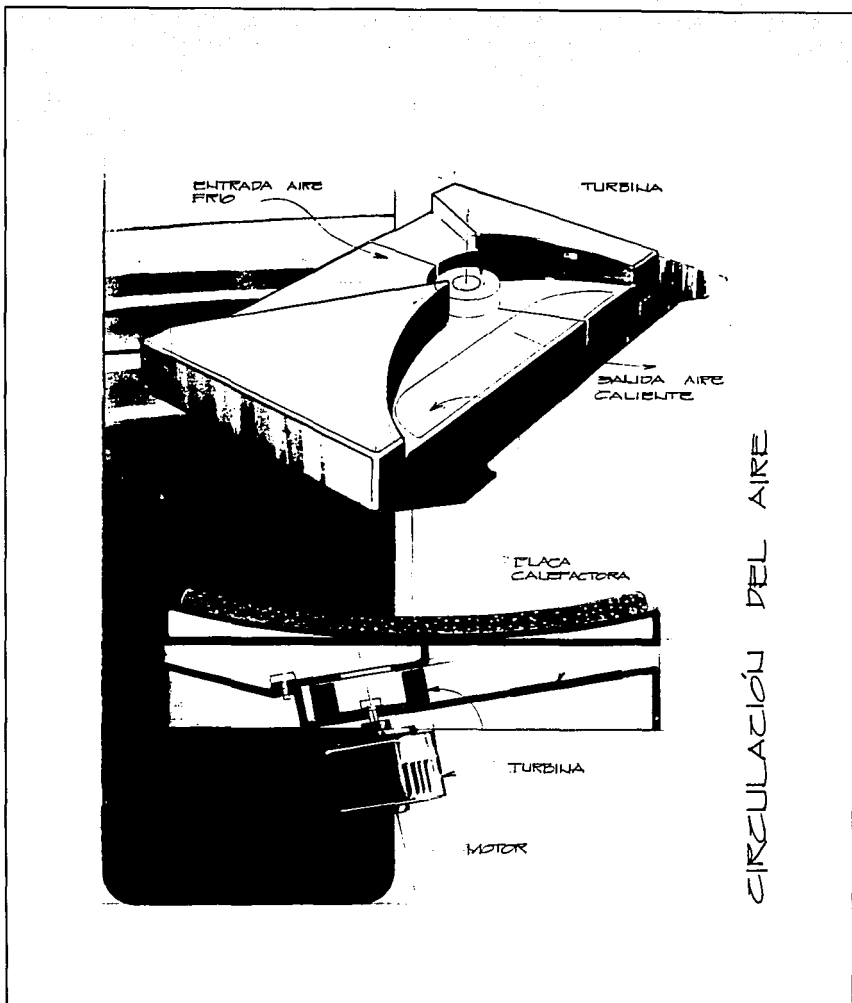 ENTRADA AIRE
FRIO
TURBINA
SALIDA AIRE
CALIENTE
PLACA
CALEFACTORA
TURBINA
MOTOR
CIRCULACIÓN DEL AIRE